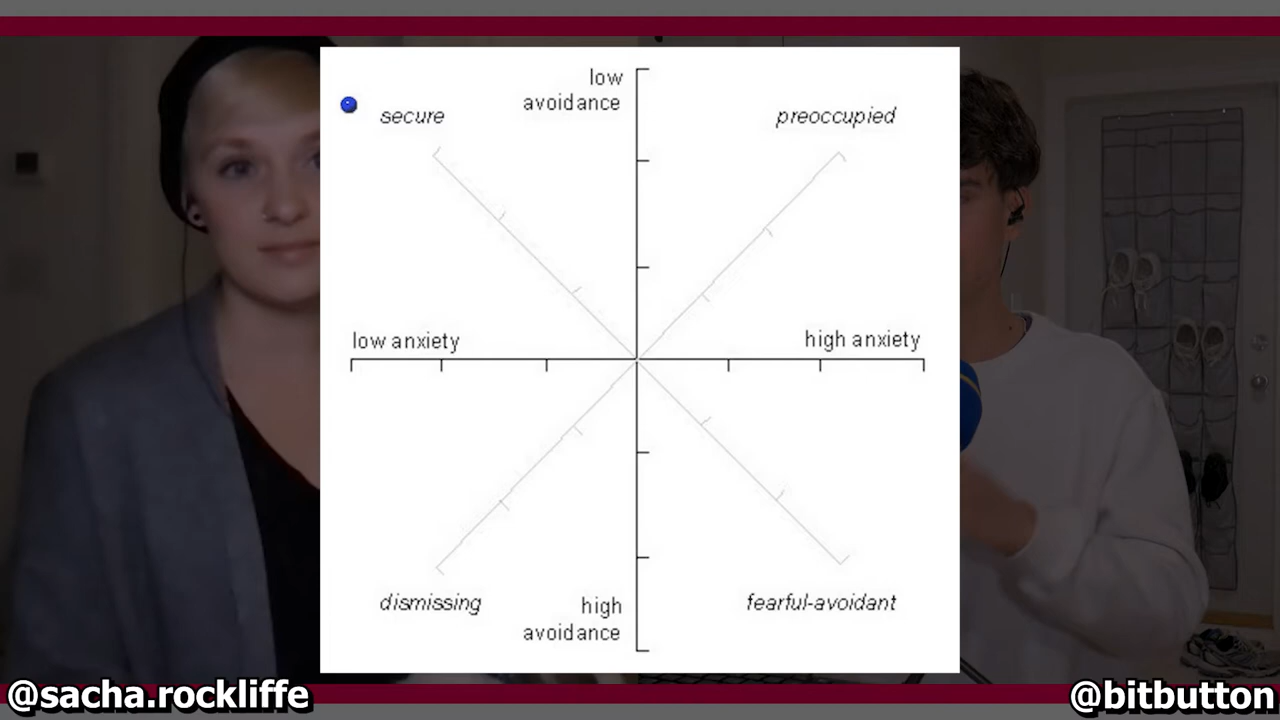 low
avoidance
secure
preoccupied
low anxiety
high anxiety
dismissing
high
avoidance
fearful-avoidant
@sacha.rockliffe
@bitbutton